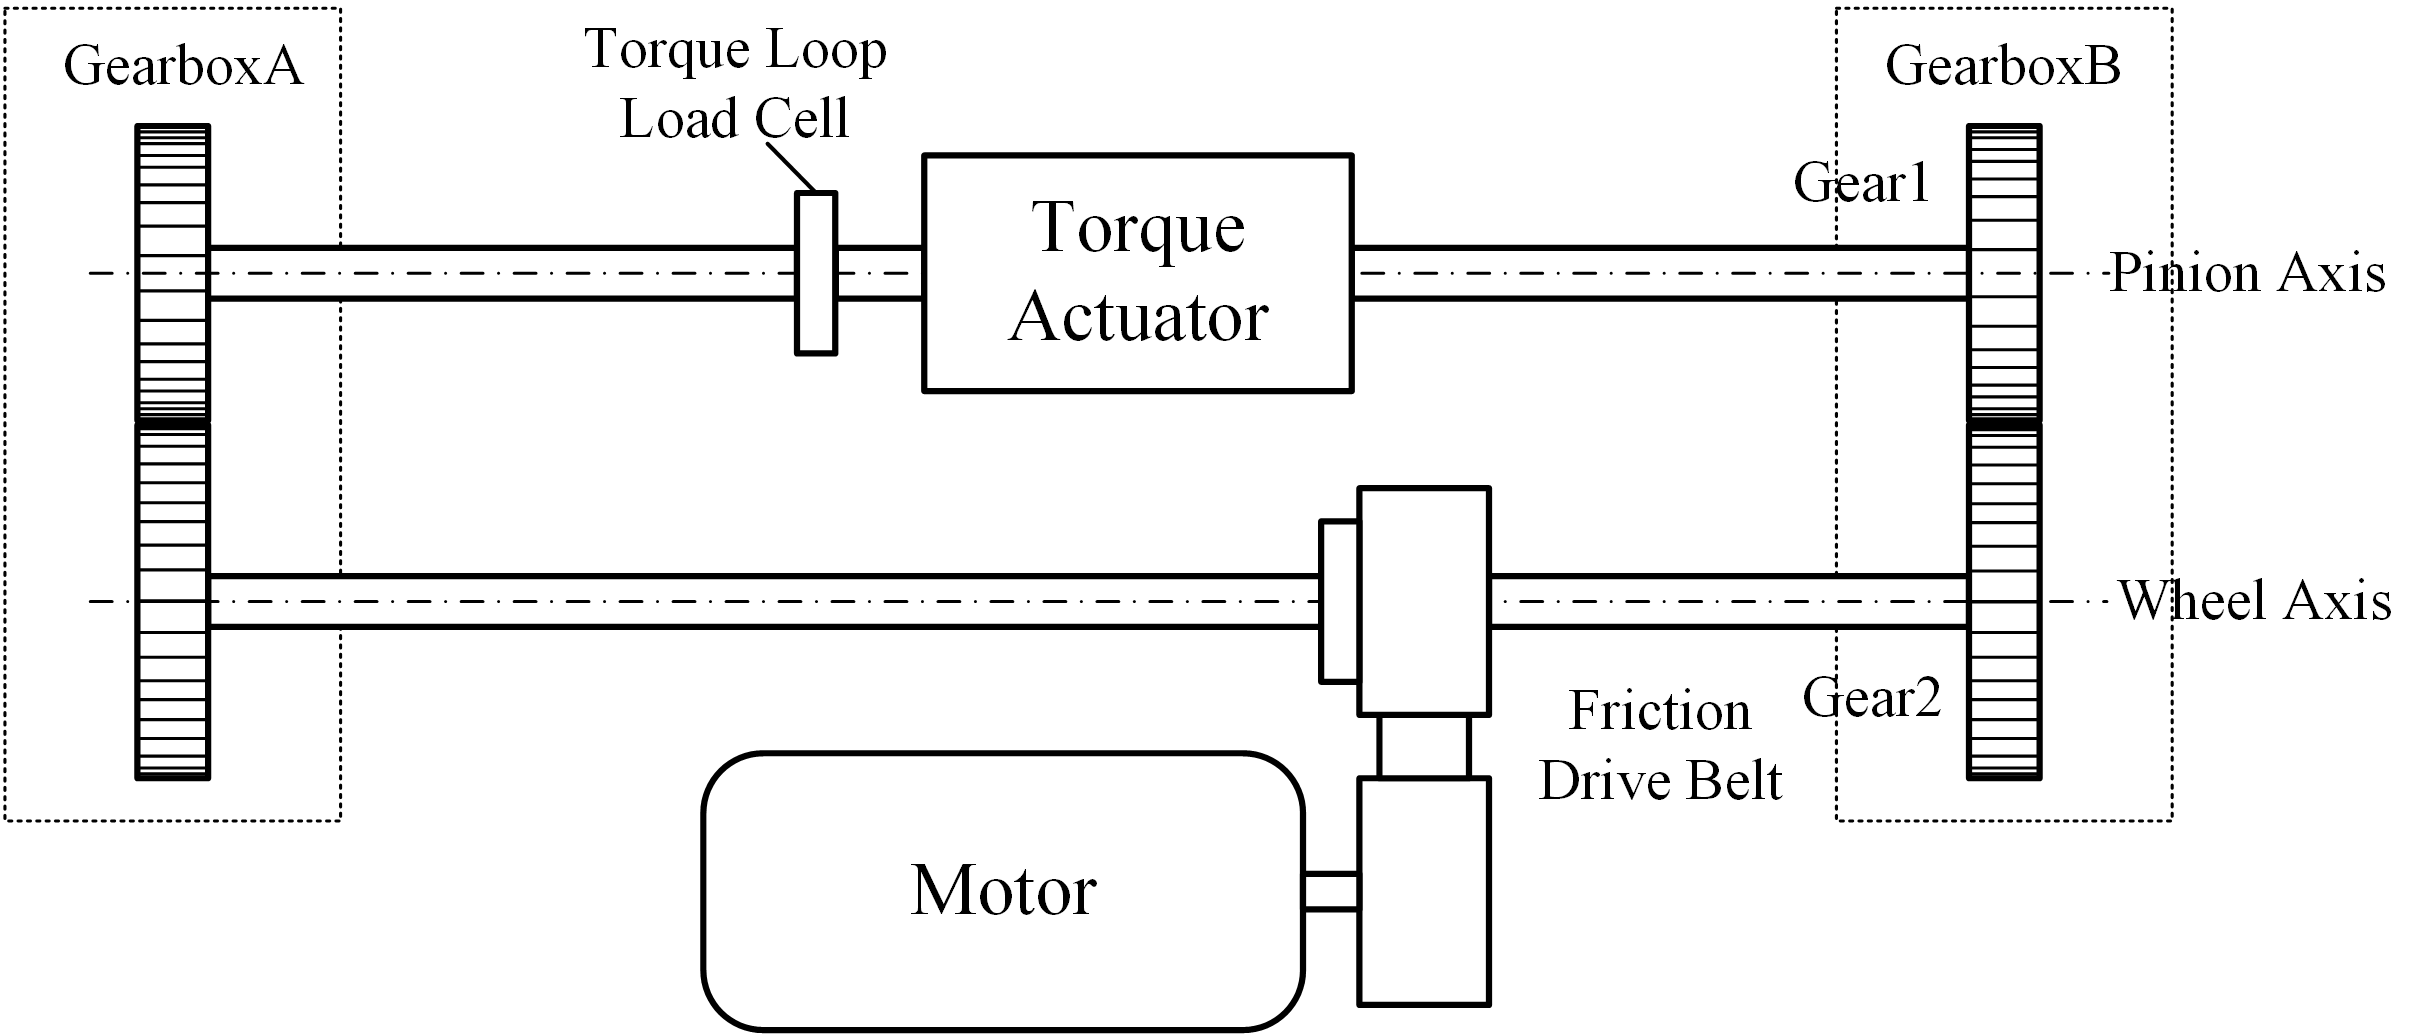 GearboxA
Torque Loop
Load Cell
GearboxB
Torque
Actuator
Gear1
Pinion Axis
Wheel Axis
Gear2
Friction
Drive Belt
Motor